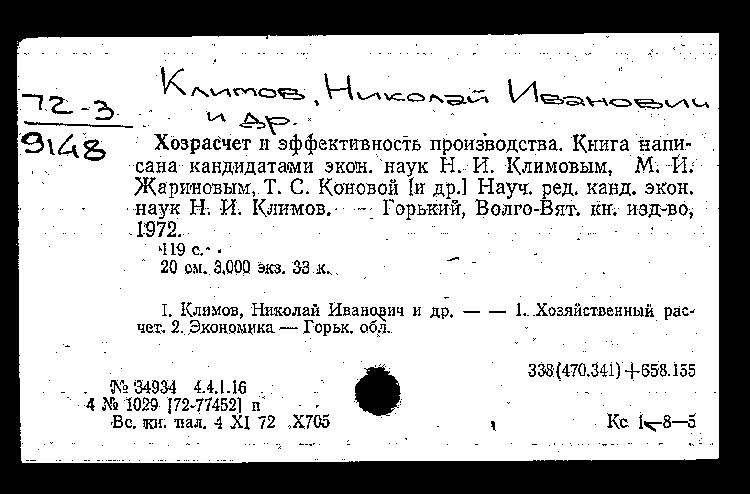 Климов, Николай Иванович
72-3
и др.
9148
Хозрасчет и эффективность производства. Книга напи-
сана кандидатами экон. наук Н. И. Климовым, М. И.
Жариновым, Т. С. Коновой [и др.] Науч. ред. канд. экон.
наук Н. И. Климов. — Горький, Волго-Вят. кн. изд-во,
1972.
119 с.
20 см. 3,000 экз. 33 к.
I. Климов, Николай Иванович и др. — — 1. Хозяйственный рас-
чет. 2. Экономика — Горьк. обл.
338(470.341)+658.155
№ 34934 4.4.1.16
4 № 1029 [72-77452] п
Вс. кн. пал. 4 XI 72 Х705
Кс 1—8—5